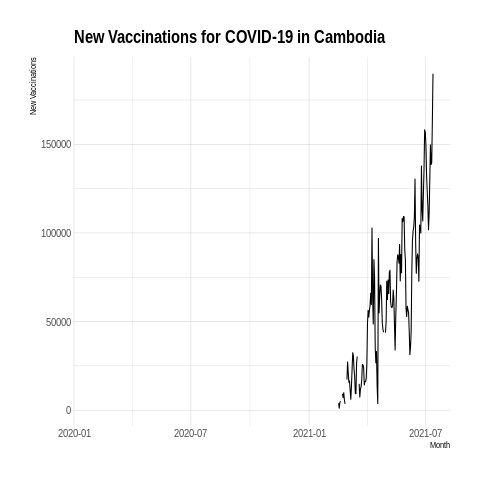 New Vaccinations for COVID-19 in Cambodia
New Vaccinations
150000
100000
50000
0
2020-01
2020-07
2021-01
2021-07
Month